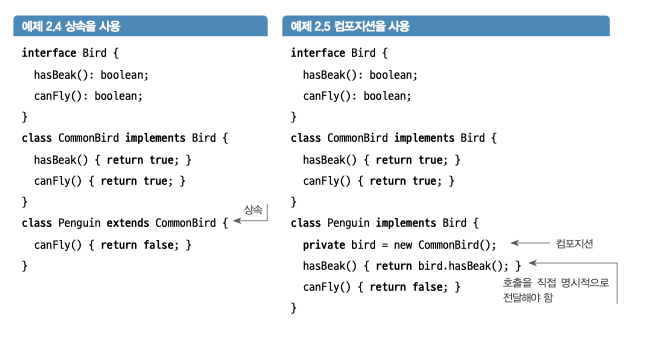 예제 2.4 상속을 사용
interface Bird {
  hasBeak(): boolean;
  canFly(): boolean;
}
class CommonBird implements Bird {
  hasBeak() { return true; }
  canFly() { return true; }
}
class Penguin extends CommonBird {
상속
  canFly() { return false; }
}
예제 2.5 컴포지션을 사용
interface Bird {
  hasBeak(): boolean;
  canFly(): boolean;
}
class CommonBird implements Bird {
  hasBeak() { return true; }
  canFly() { return true; }
}
class Penguin implements Bird {
  private bird = new CommonBird();
컴포지션
  hasBeak() { return bird.hasBeak(); }
호출을 직접 명시적으로
전달해야 함
  canFly() { return false; }
}